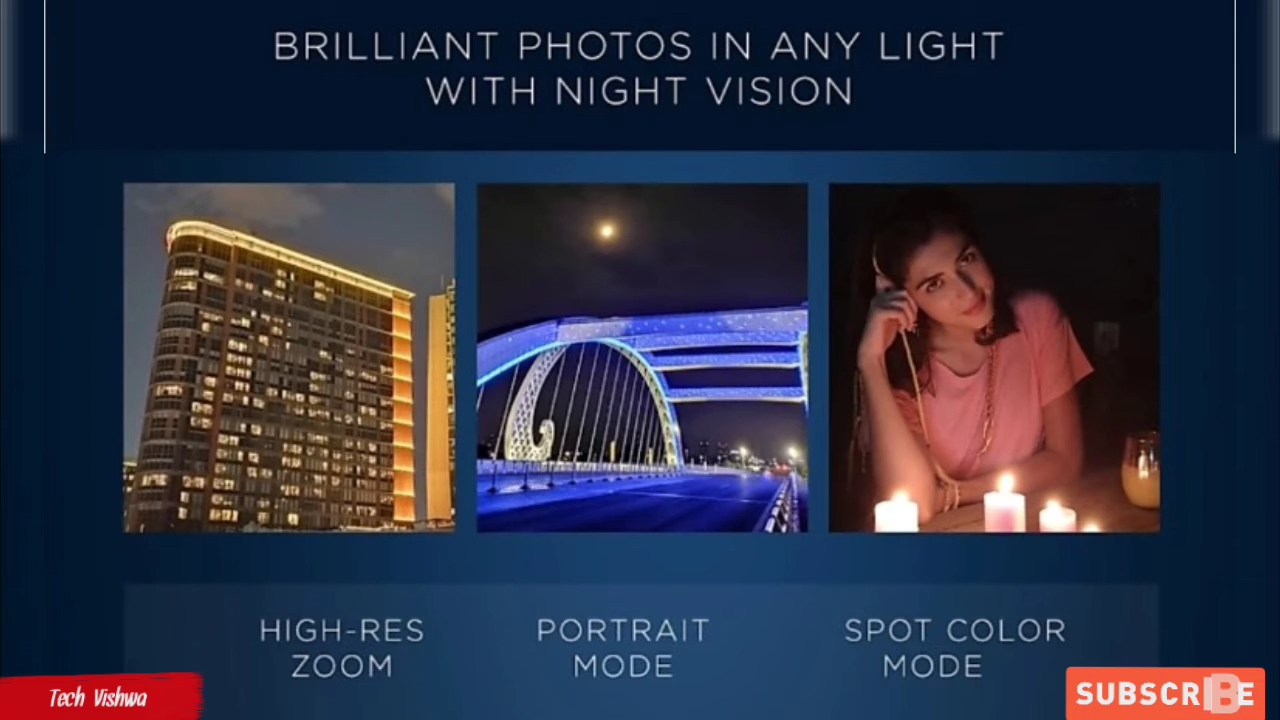 BRILLIANT PHOTOS IN ANY LIGHT
WITH NIGHT VISION
HIGH-RES
ZOOM
PORTRAIT
MODE
SPOT COLOR
MODE
Tech Vishwa
SUBSCRIBE